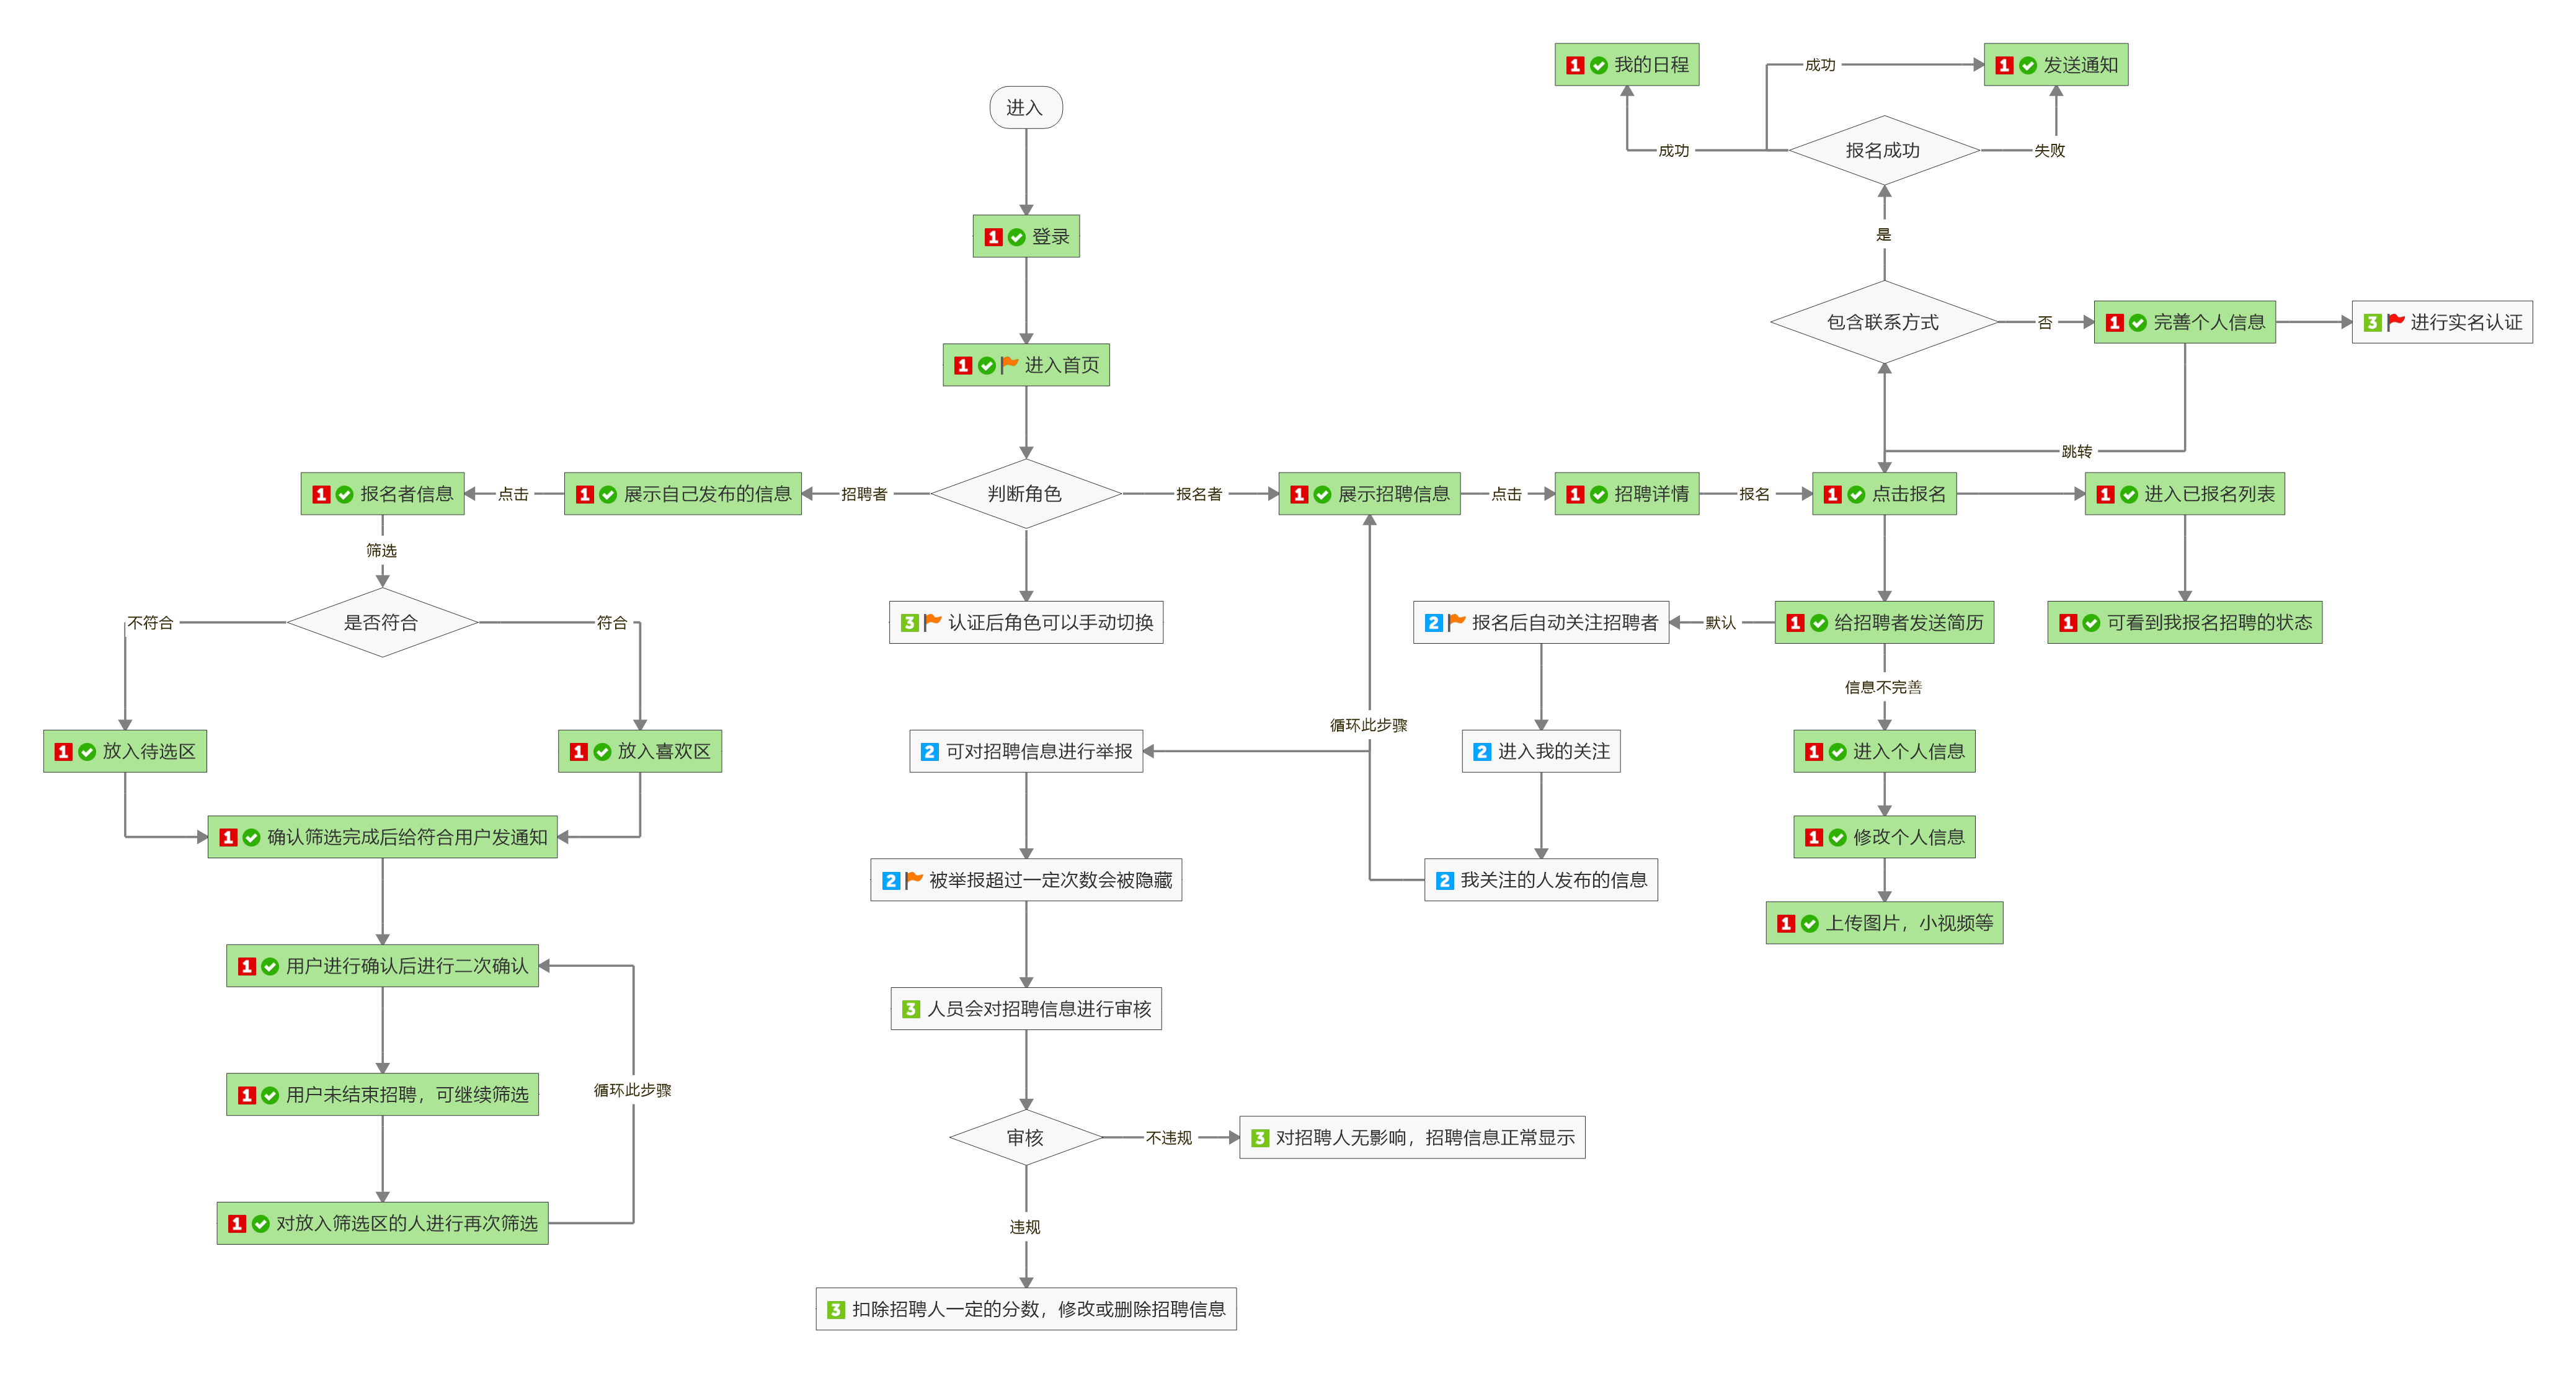 1 我的日程
成功
1 发送通知
进入
报名成功
成功
失败
1 登录
是
包含联系方式
否
1 完善个人信息
3 进行实名认证
1 进入首页
跳转
1 报名者信息
点击
1 展示自己发布的信息
招聘者
判断角色
报名者
1 展示招聘信息
点击
1 招聘详情
报名
1 点击报名
1 进入已报名列表
筛选
不符合
是否符合
符合
3 认证后角色可以手动切换
2 报名后自动关注招聘者
默认
1 给招聘者发送简历
1 可看到我报名招聘的状态
信息不完善
循环此步骤
1 放入待选区
1 放入喜欢区
2 可对招聘信息进行举报
2 进入我的关注
1 进入个人信息
1 确认筛选完成后给符合用户发通知
1 修改个人信息
2 被举报超过一定次数会被隐藏
2 我关注的人发布的信息
1 上传图片，小视频等
1 用户进行确认后进行二次确认
3 人员会对招聘信息进行审核
循环此步骤
1 用户未结束招聘，可继续筛选
审核
不违规
3 对招聘人无影响，招聘信息正常显示
1 对放入筛选区的人进行再次筛选
违规
3 扣除招聘人一定的分数，修改或删除招聘信息